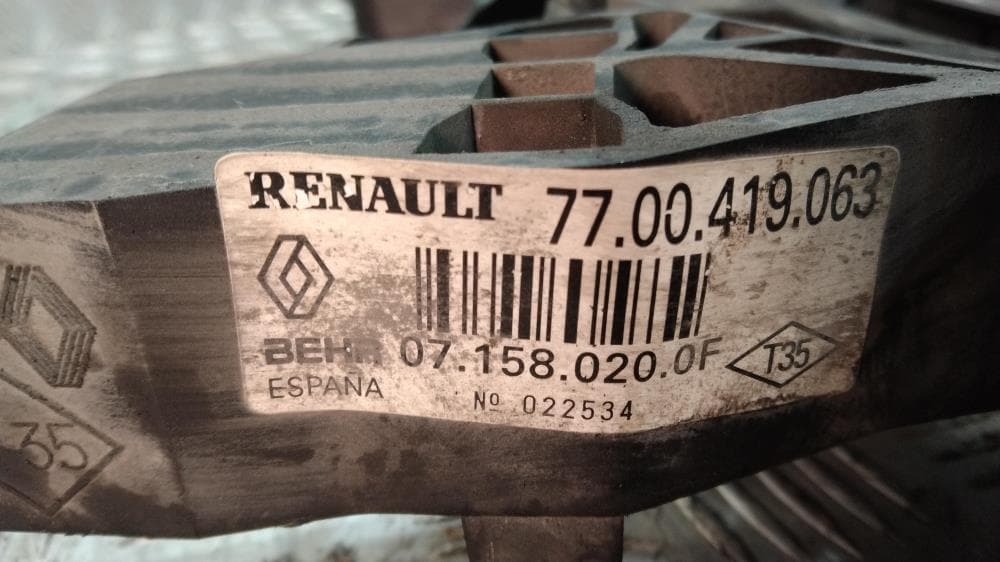 RENAULT 77.00.419.063
BEHR 07.158.020.0F T35
ESPAÑA
Nº 022534
35